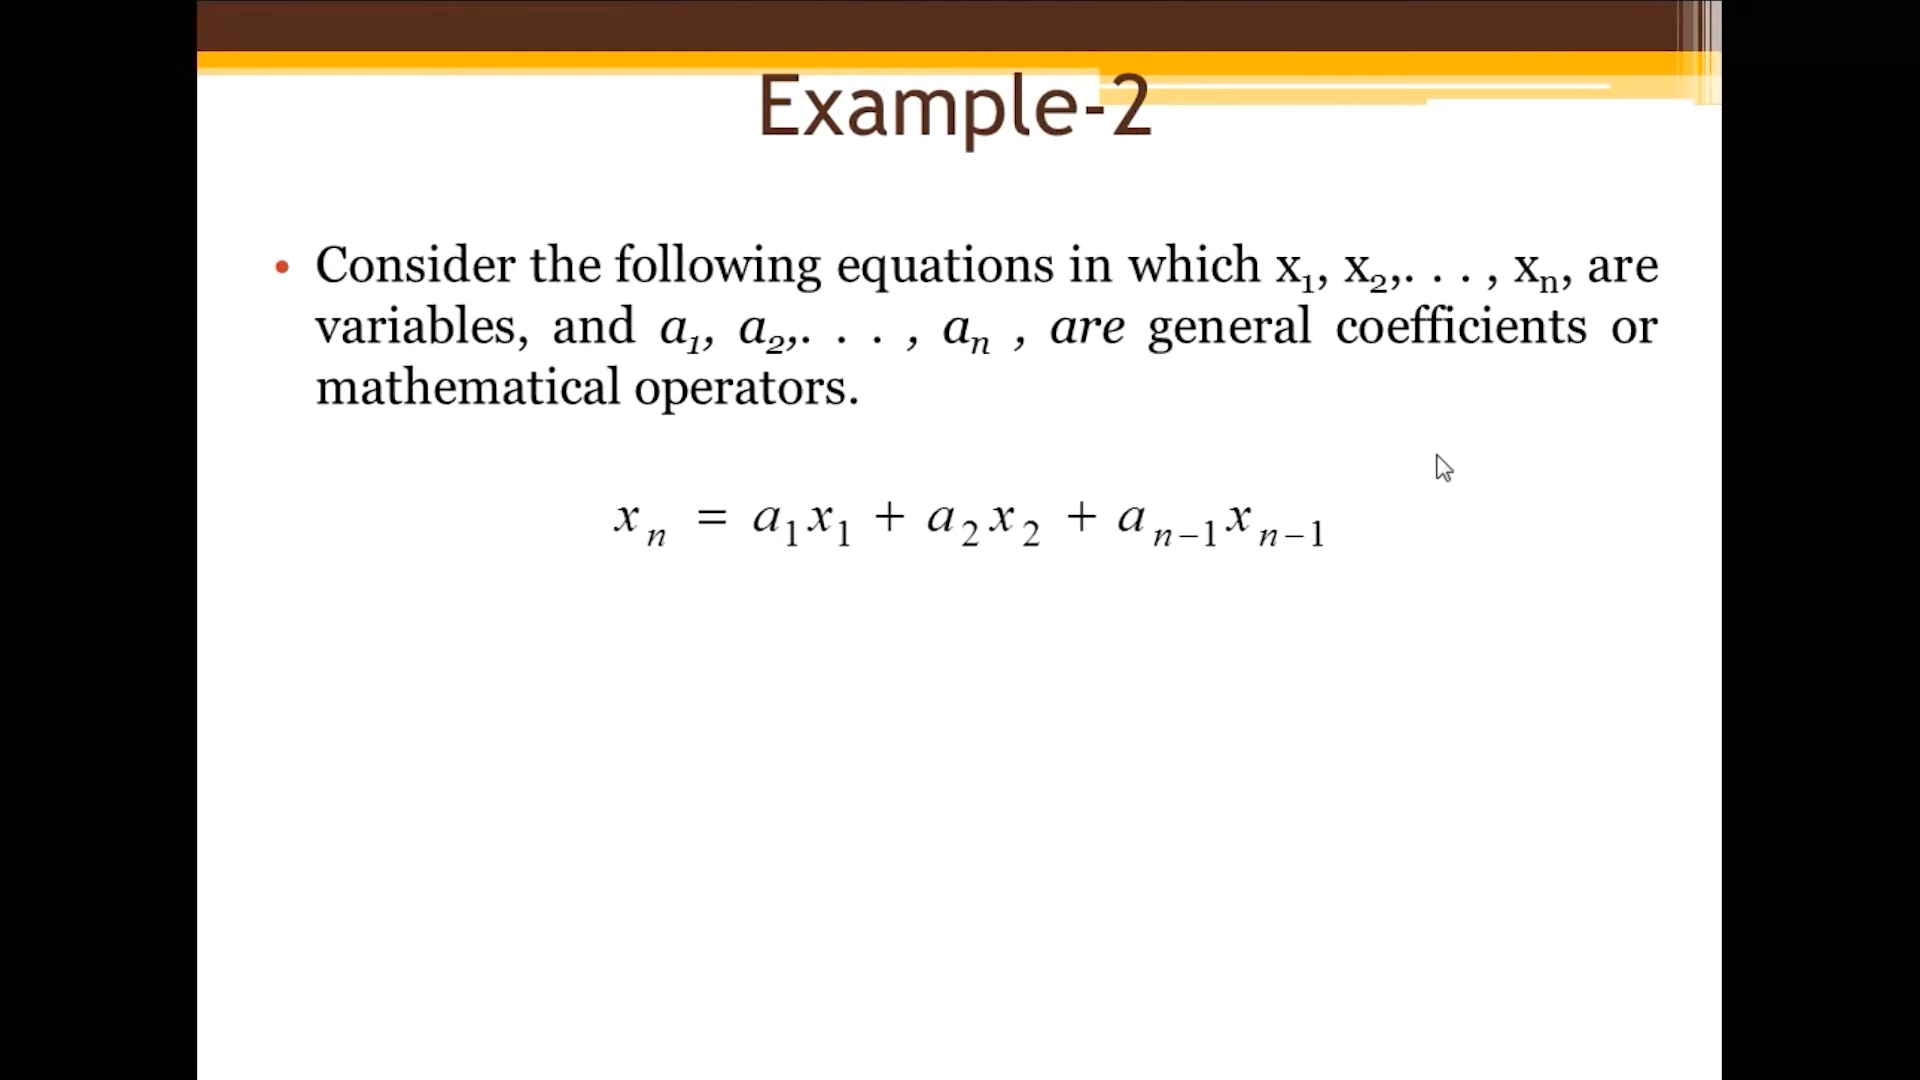 Example-2
• Consider the following equations in which x₁, x₂,. . . , xₙ, are
variables, and a₁, a₂,. . . , aₙ , are general coefficients or
mathematical operators.
xₙ = a₁x₁ + a₂x₂ + aₙ₋₁xₙ₋₁